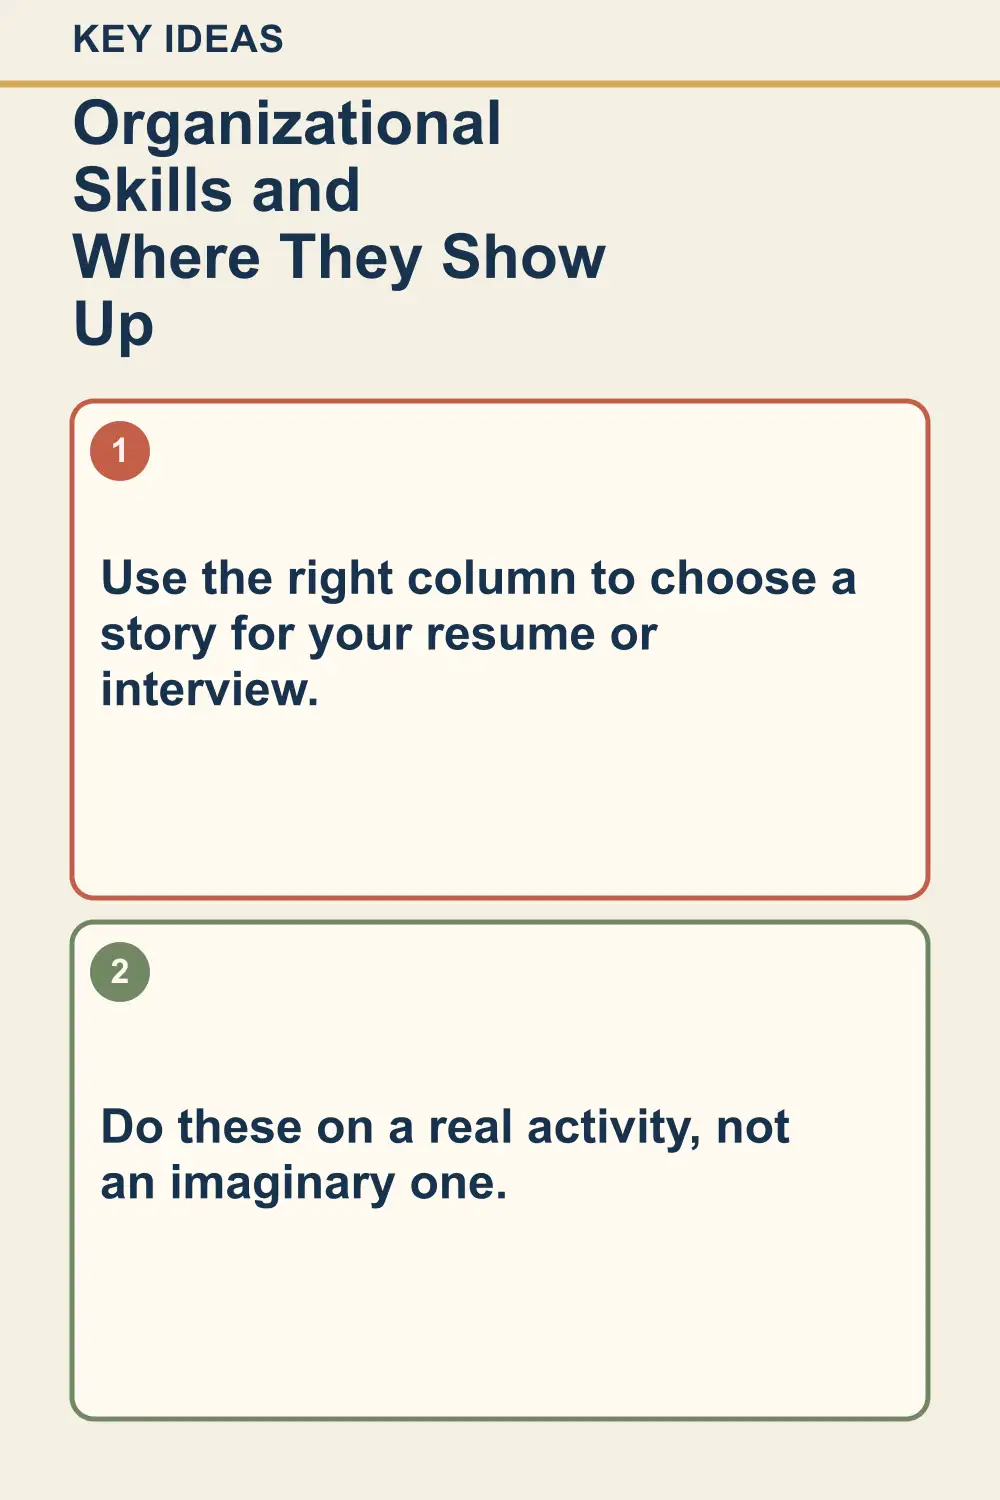 KEY IDEAS
Organizational
Skills and
Where They Show
Up
1
Use the right column to choose a
story for your resume or
interview.
2
Do these on a real activity, not
an imaginary one.